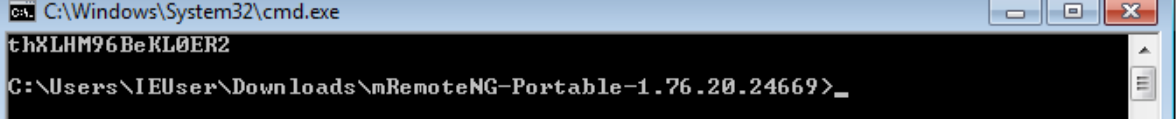 C:\Windows\System32\cmd.exe
thXLHM96BeKL0ER2
C:\Users\IEUser\Downloads\mRemoteNG-Portable-1.76.20.24669>_